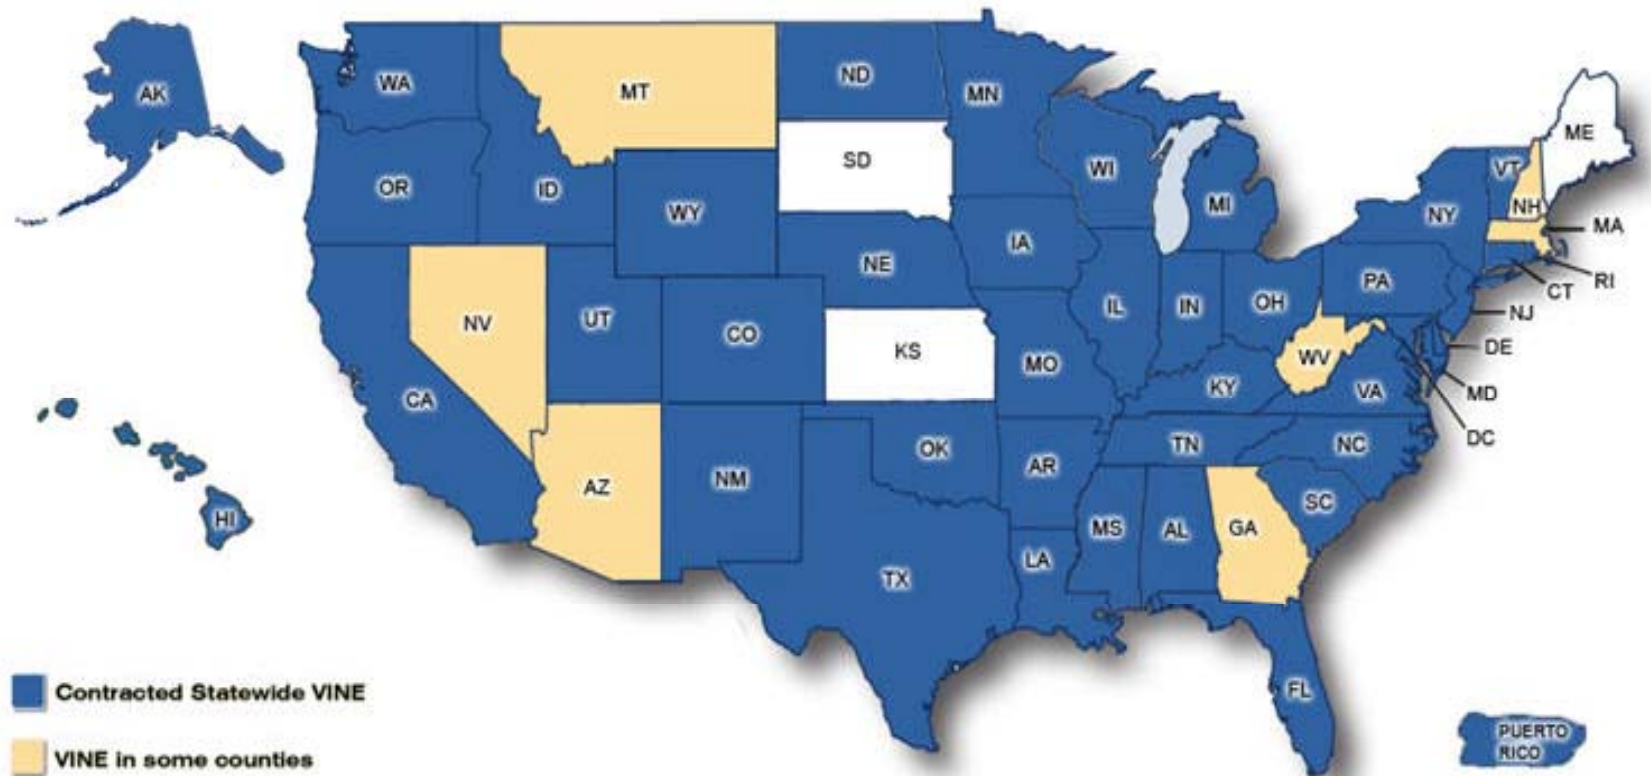 AK
WA
MT
ND
MN
ME
SD
WI
VT
OR
ID
WY
MI
NY
NH
MA
IA
NE
PA
RI
CT
NV
UT
CO
IL
IN
OH
NJ
KS
DE
WV
MO
CA
KY
VA
MD
DC
OK
TN
NC
AZ
NM
AR
SC
HI
MS
AL
GA
LA
TX
FL
Contracted Statewide VINE
VINE in some counties
PUERTO
RICO